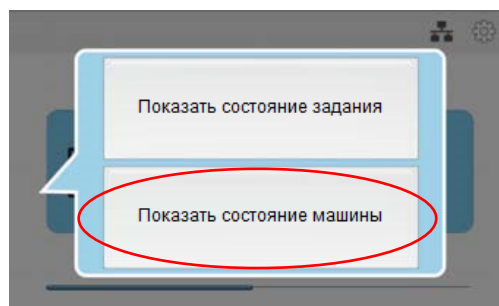 Показать состояние задания
Показать состояние машины